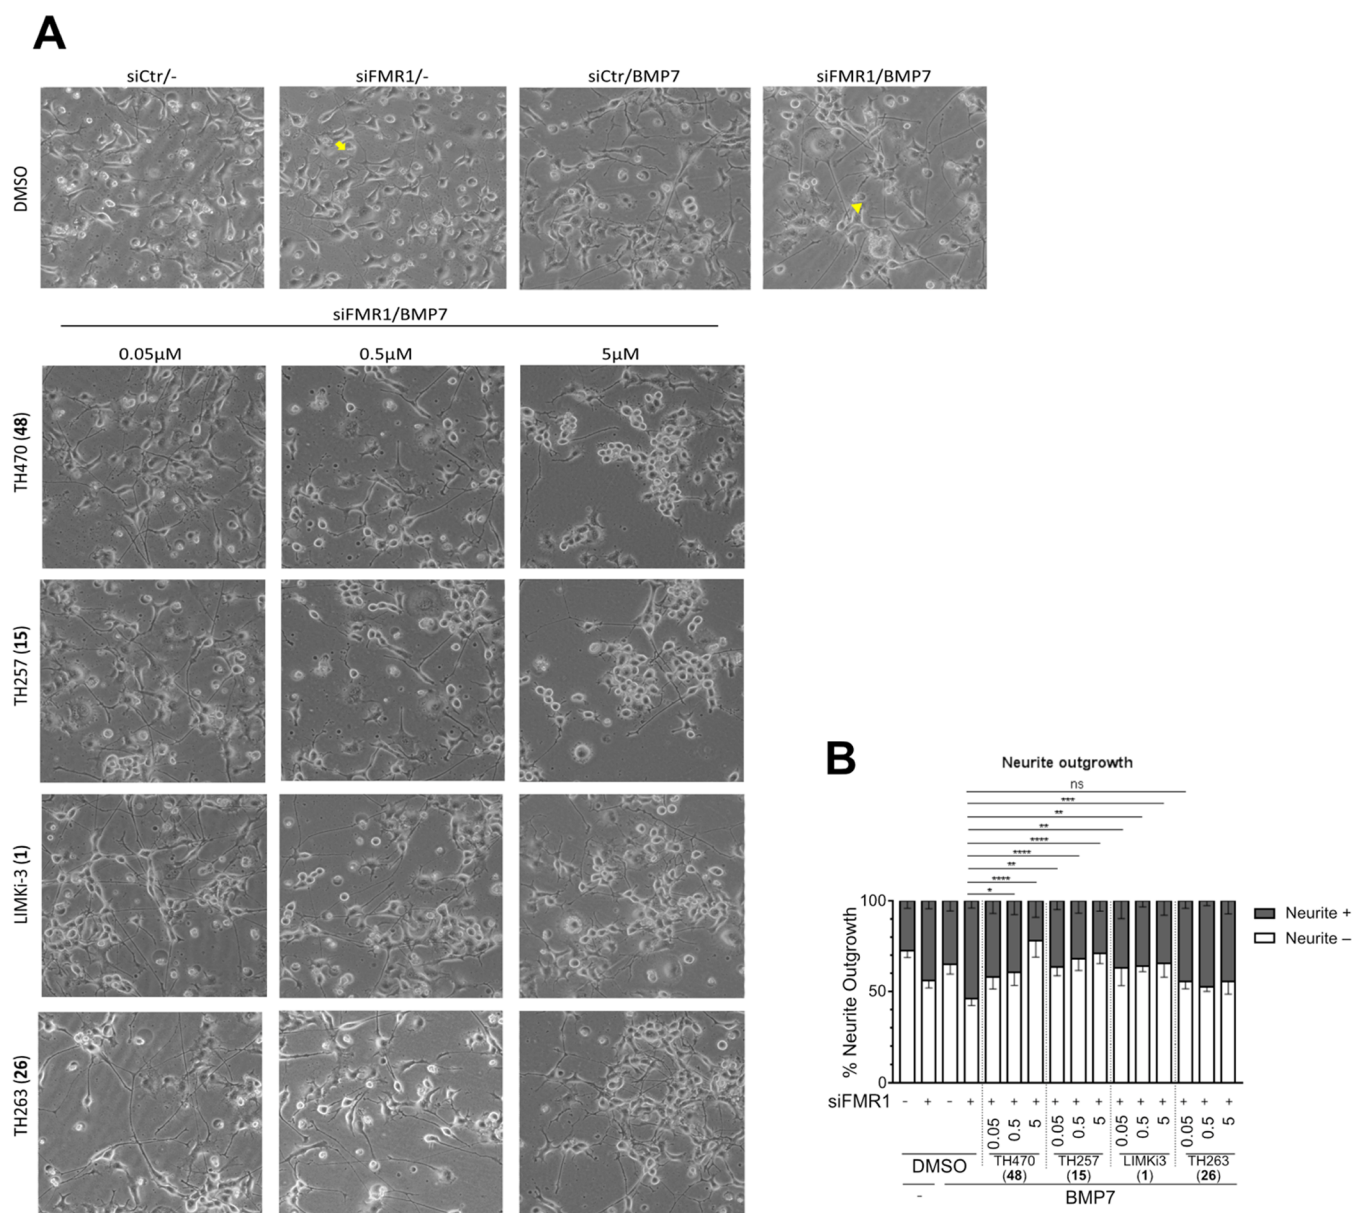 A
siCtr/-
siFMR1/-
siCtr/BMP7
siFMR1/BMP7
DMSO
siFMR1/BMP7
0.05µM
0.5µM
5µM
TH470 (48)
TH257 (15)
LIMKi-3 (1)
TH263 (26)
B
Neurite outgrowth
ns
***
**
**
****
****
**
****
*
% Neurite Outgrowth
100
50
0
Neurite +
Neurite –
siFMR1 - + - + + + + + + + + + + + + +
0.05 0.5 5 0.05 0.5 5 0.05 0.5 5 0.05 0.5 5
DMSO TH470 TH257 LIMKi3 TH263
(48) (15) (1) (26)
- BMP7